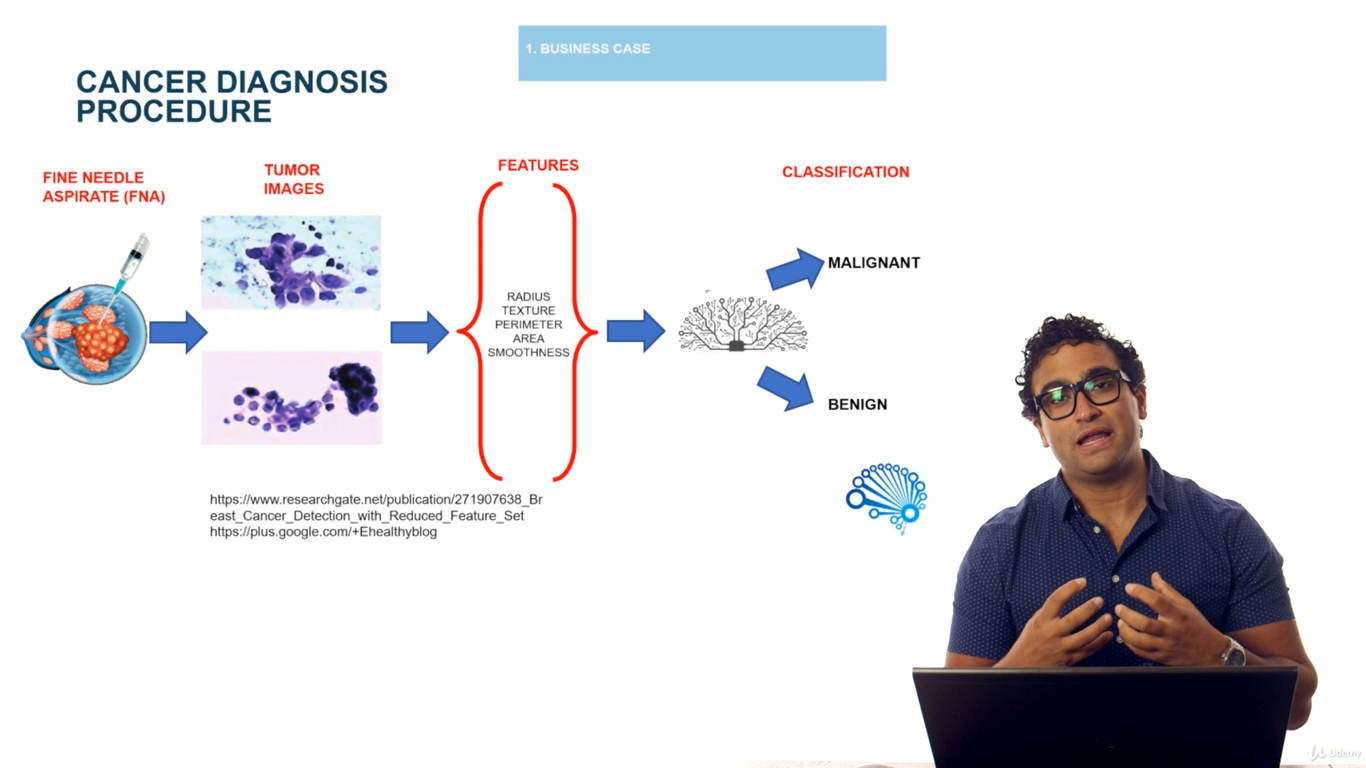 1. BUSINESS CASE
CANCER DIAGNOSIS
PROCEDURE
FINE NEEDLE
ASPIRATE (FNA)
TUMOR
IMAGES
FEATURES
CLASSIFICATION
RADIUS
TEXTURE
PERIMETER
AREA
SMOOTHNESS
MALIGNANT
BENIGN
https://www.researchgate.net/publication/271907638_Br
east_Cancer_Detection_with_Reduced_Feature_Set
https://plus.google.com/+Ehealthyblog
Udemy